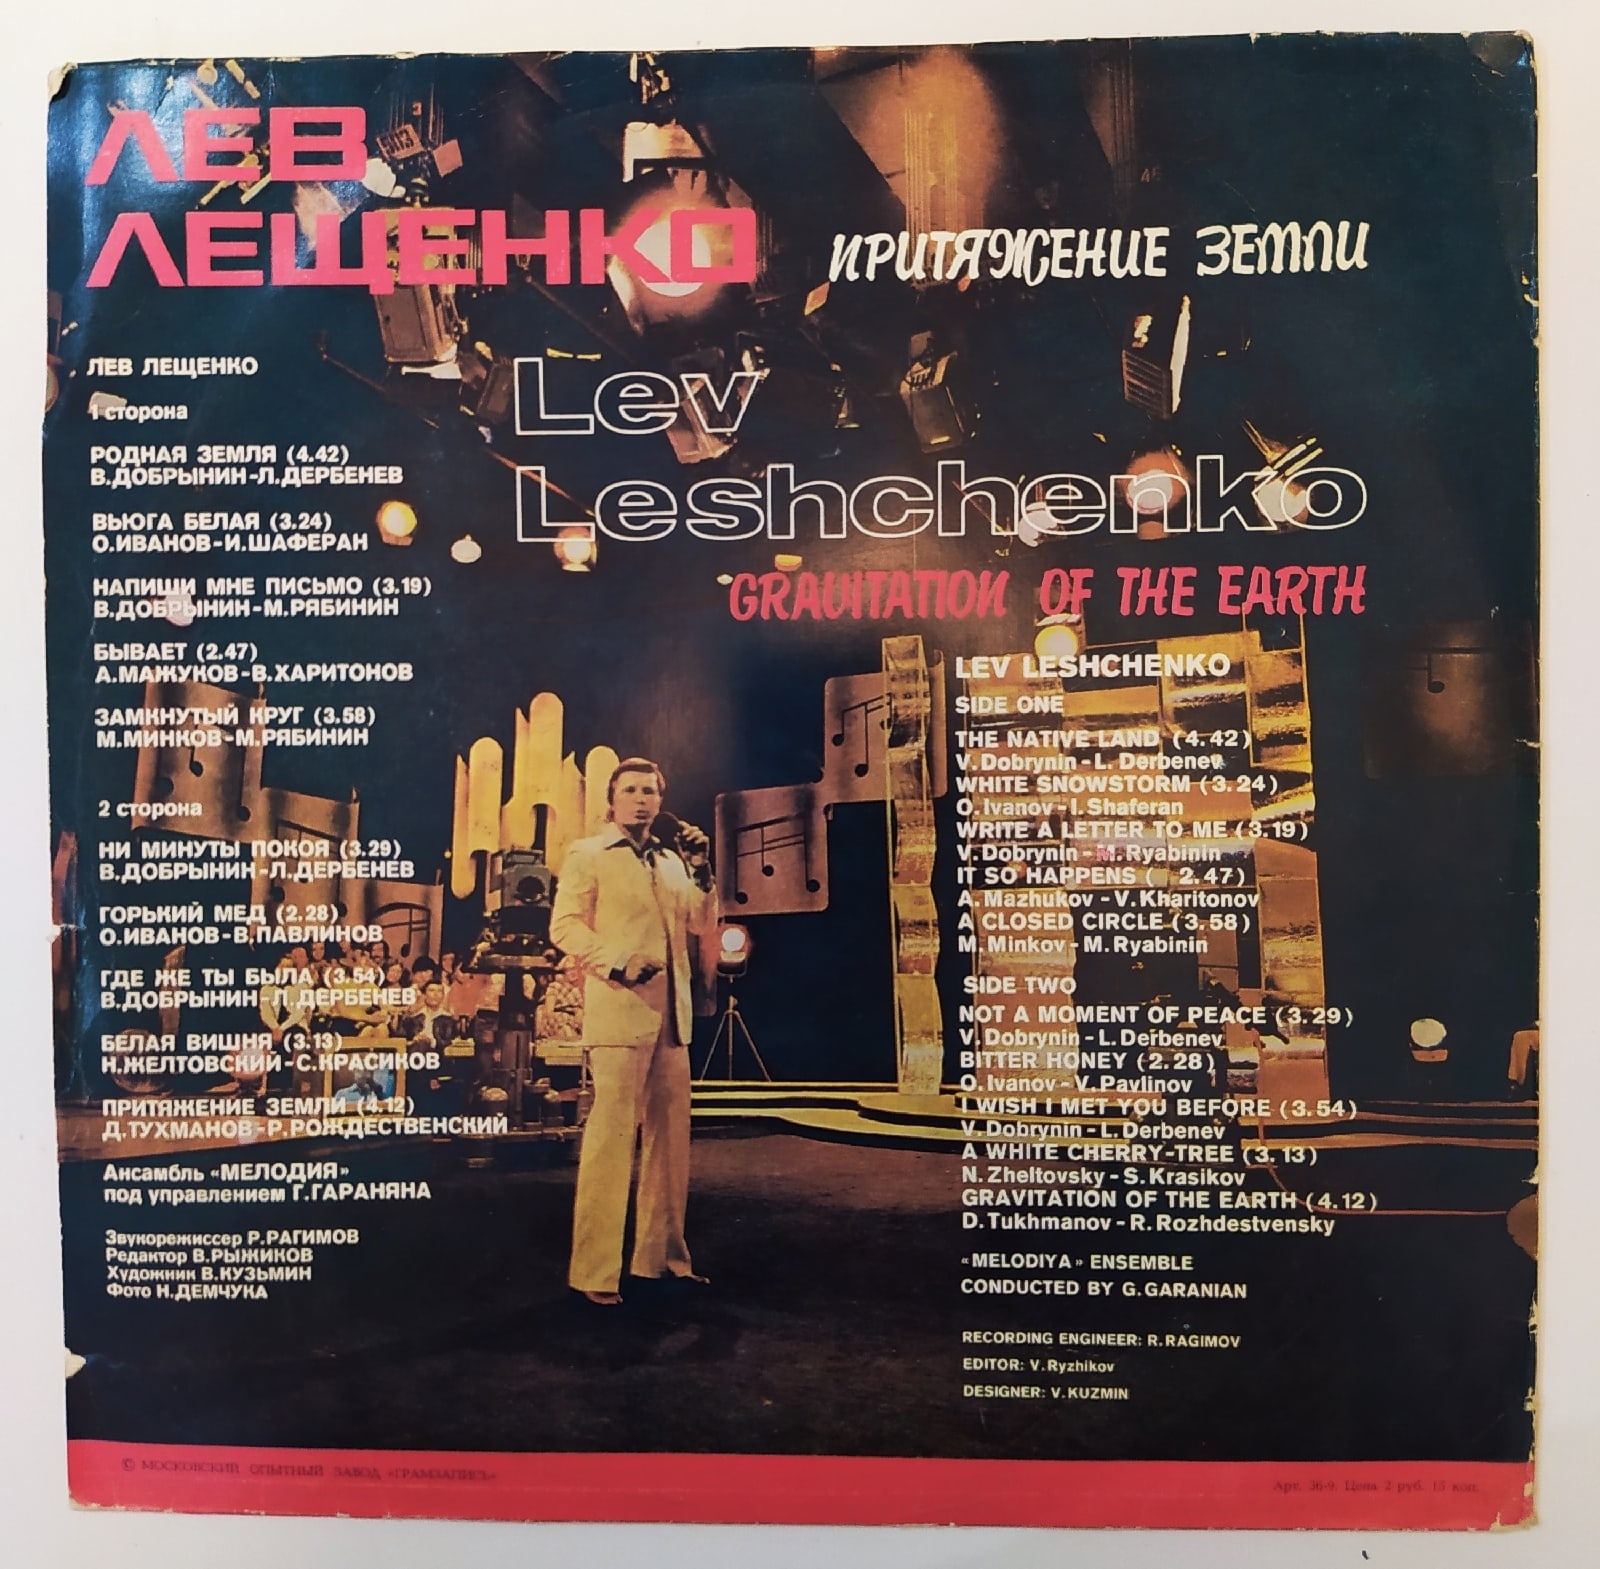 ЛЕВ
ЛЕЩЕНКО
ПРИТЯЖЕНИЕ ЗЕМЛИ
Lev
Leshchenko
GRAVITATION OF THE EARTH
ЛЕВ ЛЕЩЕНКО
1 сторона
РОДНАЯ ЗЕМЛЯ (4.42)
В.ДОБРЫНИН-Л.ДЕРБЕНЕВ
ВЬЮГА БЕЛАЯ (3.24)
О.ИВАНОВ-И.ШАФЕРАН
НАПИШИ МНЕ ПИСЬМО (3.19)
В.ДОБРЫНИН-М.РЯБИНИН
БЫВАЕТ (2.47)
А.МАЖУКОВ-В.ХАРИТОНОВ
ЗАМКНУТЫЙ КРУГ (3.58)
М.МИНКОВ-М.РЯБИНИН
2 сторона
НИ МИНУТЫ ПОКОЯ (3.29)
В.ДОБРЫНИН-Л.ДЕРБЕНЕВ
ГОРЬКИЙ МЕД (2.28)
О.ИВАНОВ-В.ПАВЛИНОВ
ГДЕ ЖЕ ТЫ БЫЛА (3.54)
В.ДОБРЫНИН-Л.ДЕРБЕНЕВ
БЕЛАЯ ВИШНЯ (3.13)
Н.ЖЕЛТОВСКИЙ-С.КРАСИКОВ
ПРИТЯЖЕНИЕ ЗЕМЛИ (4.12)
Д.ТУХМАНОВ-Р.РОЖДЕСТВЕНСКИЙ
Ансамбль «МЕЛОДИЯ»
под управлением Г.ГАРАНЯНА
Звукорежиссер Р.РАГИМОВ
Редактор В.РЫЖИКОВ
Художник В.КУЗЬМИН
Фото Н.ДЕМЧУКА
LEV LESHCHENKO
SIDE ONE
THE NATIVE LAND (4.42)
V. Dobrynin - L. Derbenev
WHITE SNOWSTORM (3.24)
O. Ivanov - I. Shaferan
WRITE A LETTER TO ME (3.19)
V. Dobrynin - M. Ryabinin
IT SO HAPPENS ( 2.47)
A. Mazhukov - V. Kharitonov
A CLOSED CIRCLE (3.58)
M. Minkov - M. Ryabinin
SIDE TWO
NOT A MOMENT OF PEACE (3.29)
V. Dobrynin - L. Derbenev
BITTER HONEY (2.28)
O. Ivanov - V. Pavlinov
I WISH I MET YOU BEFORE (3.54)
V. Dobrynin - L. Derbenev
A WHITE CHERRY-TREE (3.13)
N. Zheltovsky - S. Krasikov
GRAVITATION OF THE EARTH (4.12)
D. Tukhmanov - R. Rozhdestvensky
«MELODIYA» ENSEMBLE
CONDUCTED BY G. GARANIAN
RECORDING ENGINEER: R. RAGIMOV
EDITOR: V. Ryzhikov
DESIGNER: V. KUZMIN
© МОСКОВСКИЙ ОПЫТНЫЙ ЗАВОД «ГРАМЗАПИСЬ»
Арт. 36-9. Цена 2 руб. 15 коп.